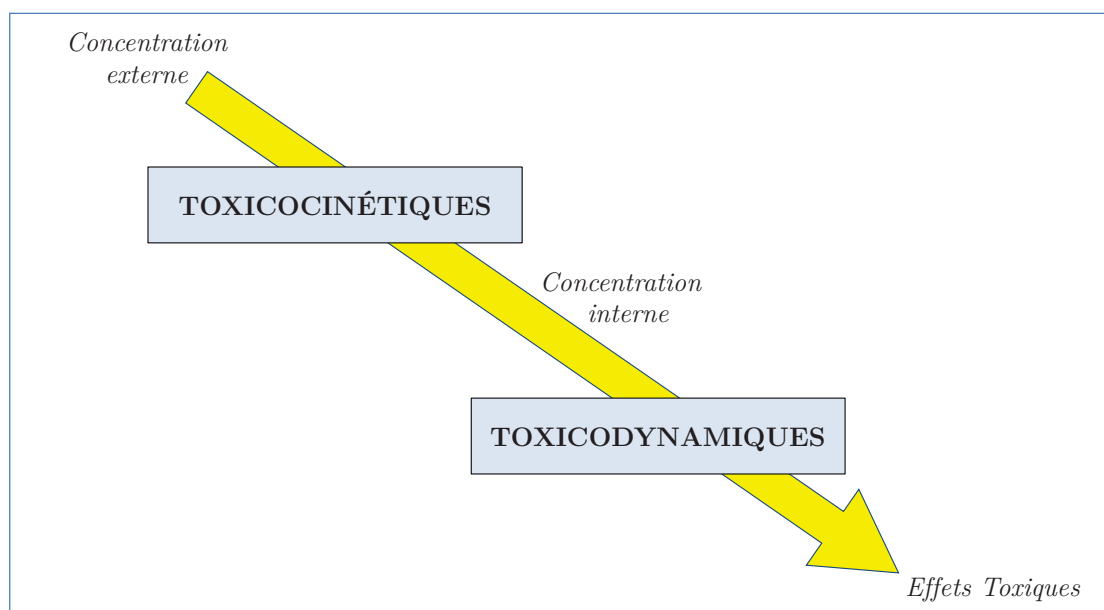 Concentration
externe
TOXICOCINÉTIQUES
Concentration
interne
TOXICODYNAMIQUES
Effets Toxiques